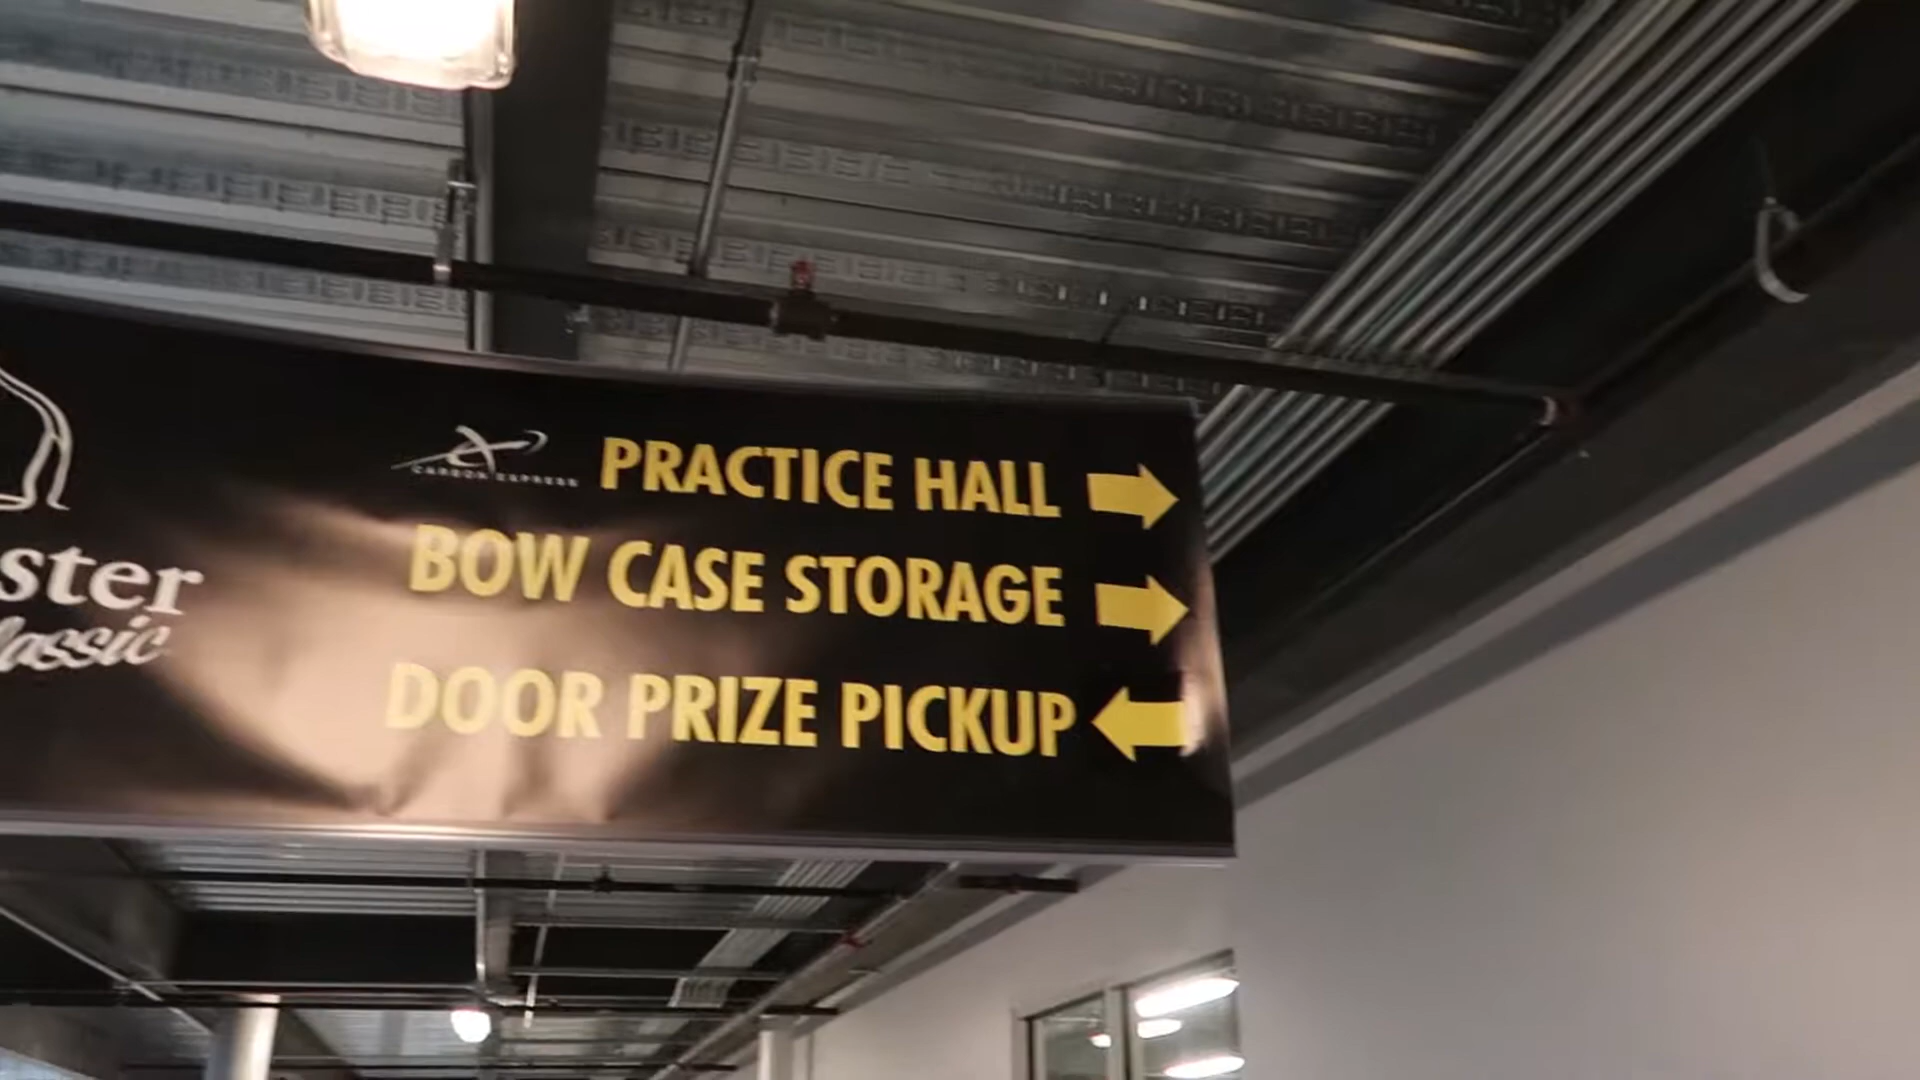 CARBON EXPRESS PRACTICE HALL
BOW CASE STORAGE
DOOR PRIZE PICKUP
ster
lassic